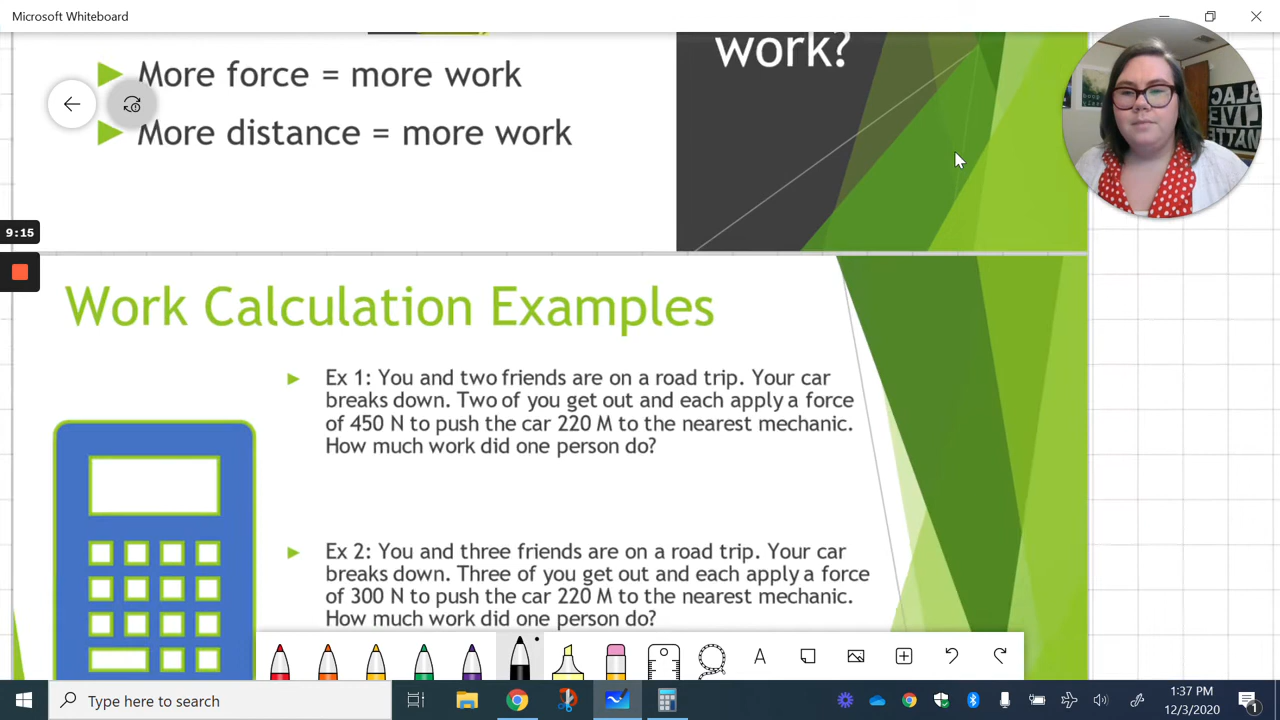 Microsoft Whiteboard
work?
More force = more work
More distance = more work
BLAC
LIVE
MATTE
9:15
Work Calculation Examples
Ex 1: You and two friends are on a road trip. Your car
breaks down. Two of you get out and each apply a force
of 450 N to push the car 220 M to the nearest mechanic.
How much work did one person do?
Ex 2: You and three friends are on a road trip. Your car
breaks down. Three of you get out and each apply a force
of 300 N to push the car 220 M to the nearest mechanic.
How much work did one person do?
A
Type here to search
1:37 PM
12/3/2020
1